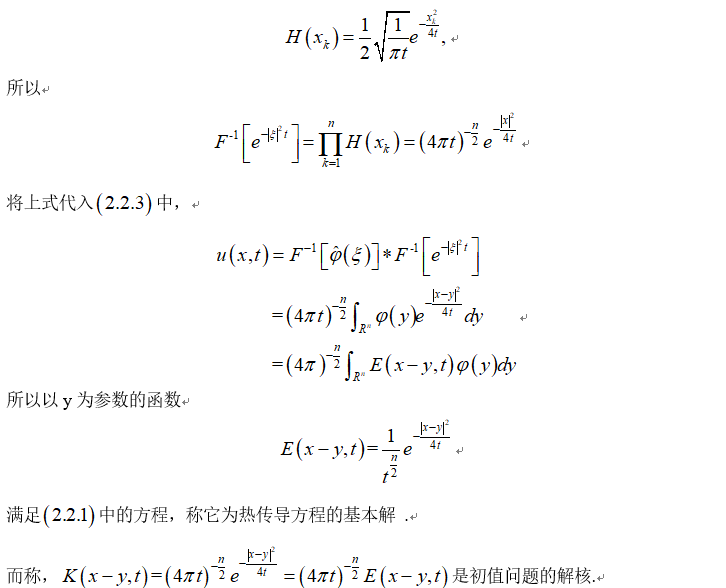 $H(x_k)=\frac{1}{2}\sqrt{\frac{1}{\pi t}}e^{-\frac{x_k^2}{4t}},$
所以
$F^{-1}\left[e^{-|\xi|^2 t}\right]=\prod_{k=1}^{n}H(x_k)=(4\pi t)^{-\frac{n}{2}}e^{-\frac{|x|^2}{4t}}$
将上式代入(2.2.3)中，
$u(x,t)=F^{-1}\left[\hat{\varphi}(\xi)\right]*F^{-1}\left[e^{-|\xi|^2 t}\right]$
$=(4\pi t)^{-\frac{n}{2}}\int_{R^n}\varphi(y)e^{-\frac{|x-y|^2}{4t}}dy$
$=(4\pi)^{-\frac{n}{2}}\int_{R^n}E(x-y,t)\varphi(y)dy$
所以以 y 为参数的函数
$E(x-y,t)=\frac{1}{t^{\frac{n}{2}}}e^{-\frac{|x-y|^2}{4t}}$
满足(2.2.1)中的方程，称它为热传导方程的基本解 .
而称，$K(x-y,t)=(4\pi t)^{-\frac{n}{2}}e^{-\frac{|x-y|^2}{4t}}=(4\pi t)^{-\frac{n}{2}}E(x-y,t)$是初值问题的解核.